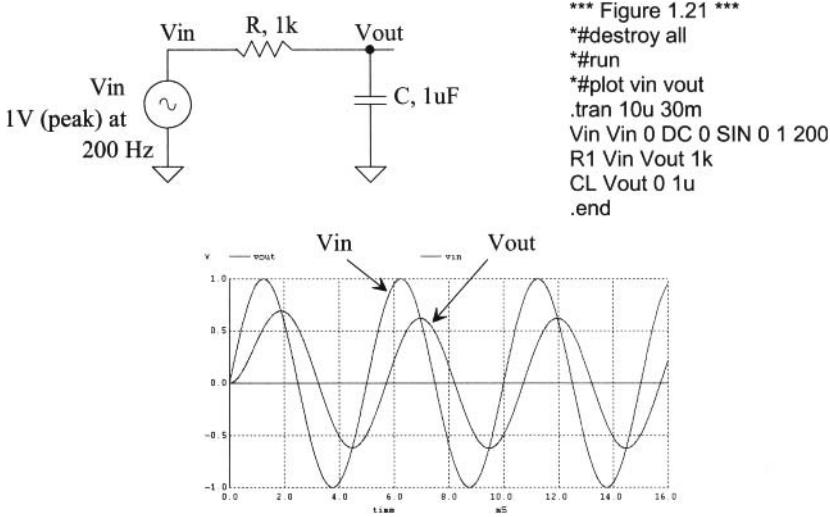 Vin
R, 1k
Vout
Vin
1V (peak) at
200 Hz
C, 1uF
*** Figure 1.21 ***
*#destroy all
*#run
*#plot vin vout
.tran 10u 30m
Vin Vin 0 DC 0 SIN 0 1 200
R1 Vin Vout 1k
CL Vout 0 1u
.end
Vin
Vout
V
vout
vin
1.0
0.5
0.0
-0.5
-1.0
0.0 2.0 4.0 6.0 8.0 10.0 12.0 14.0 16.0
time mS